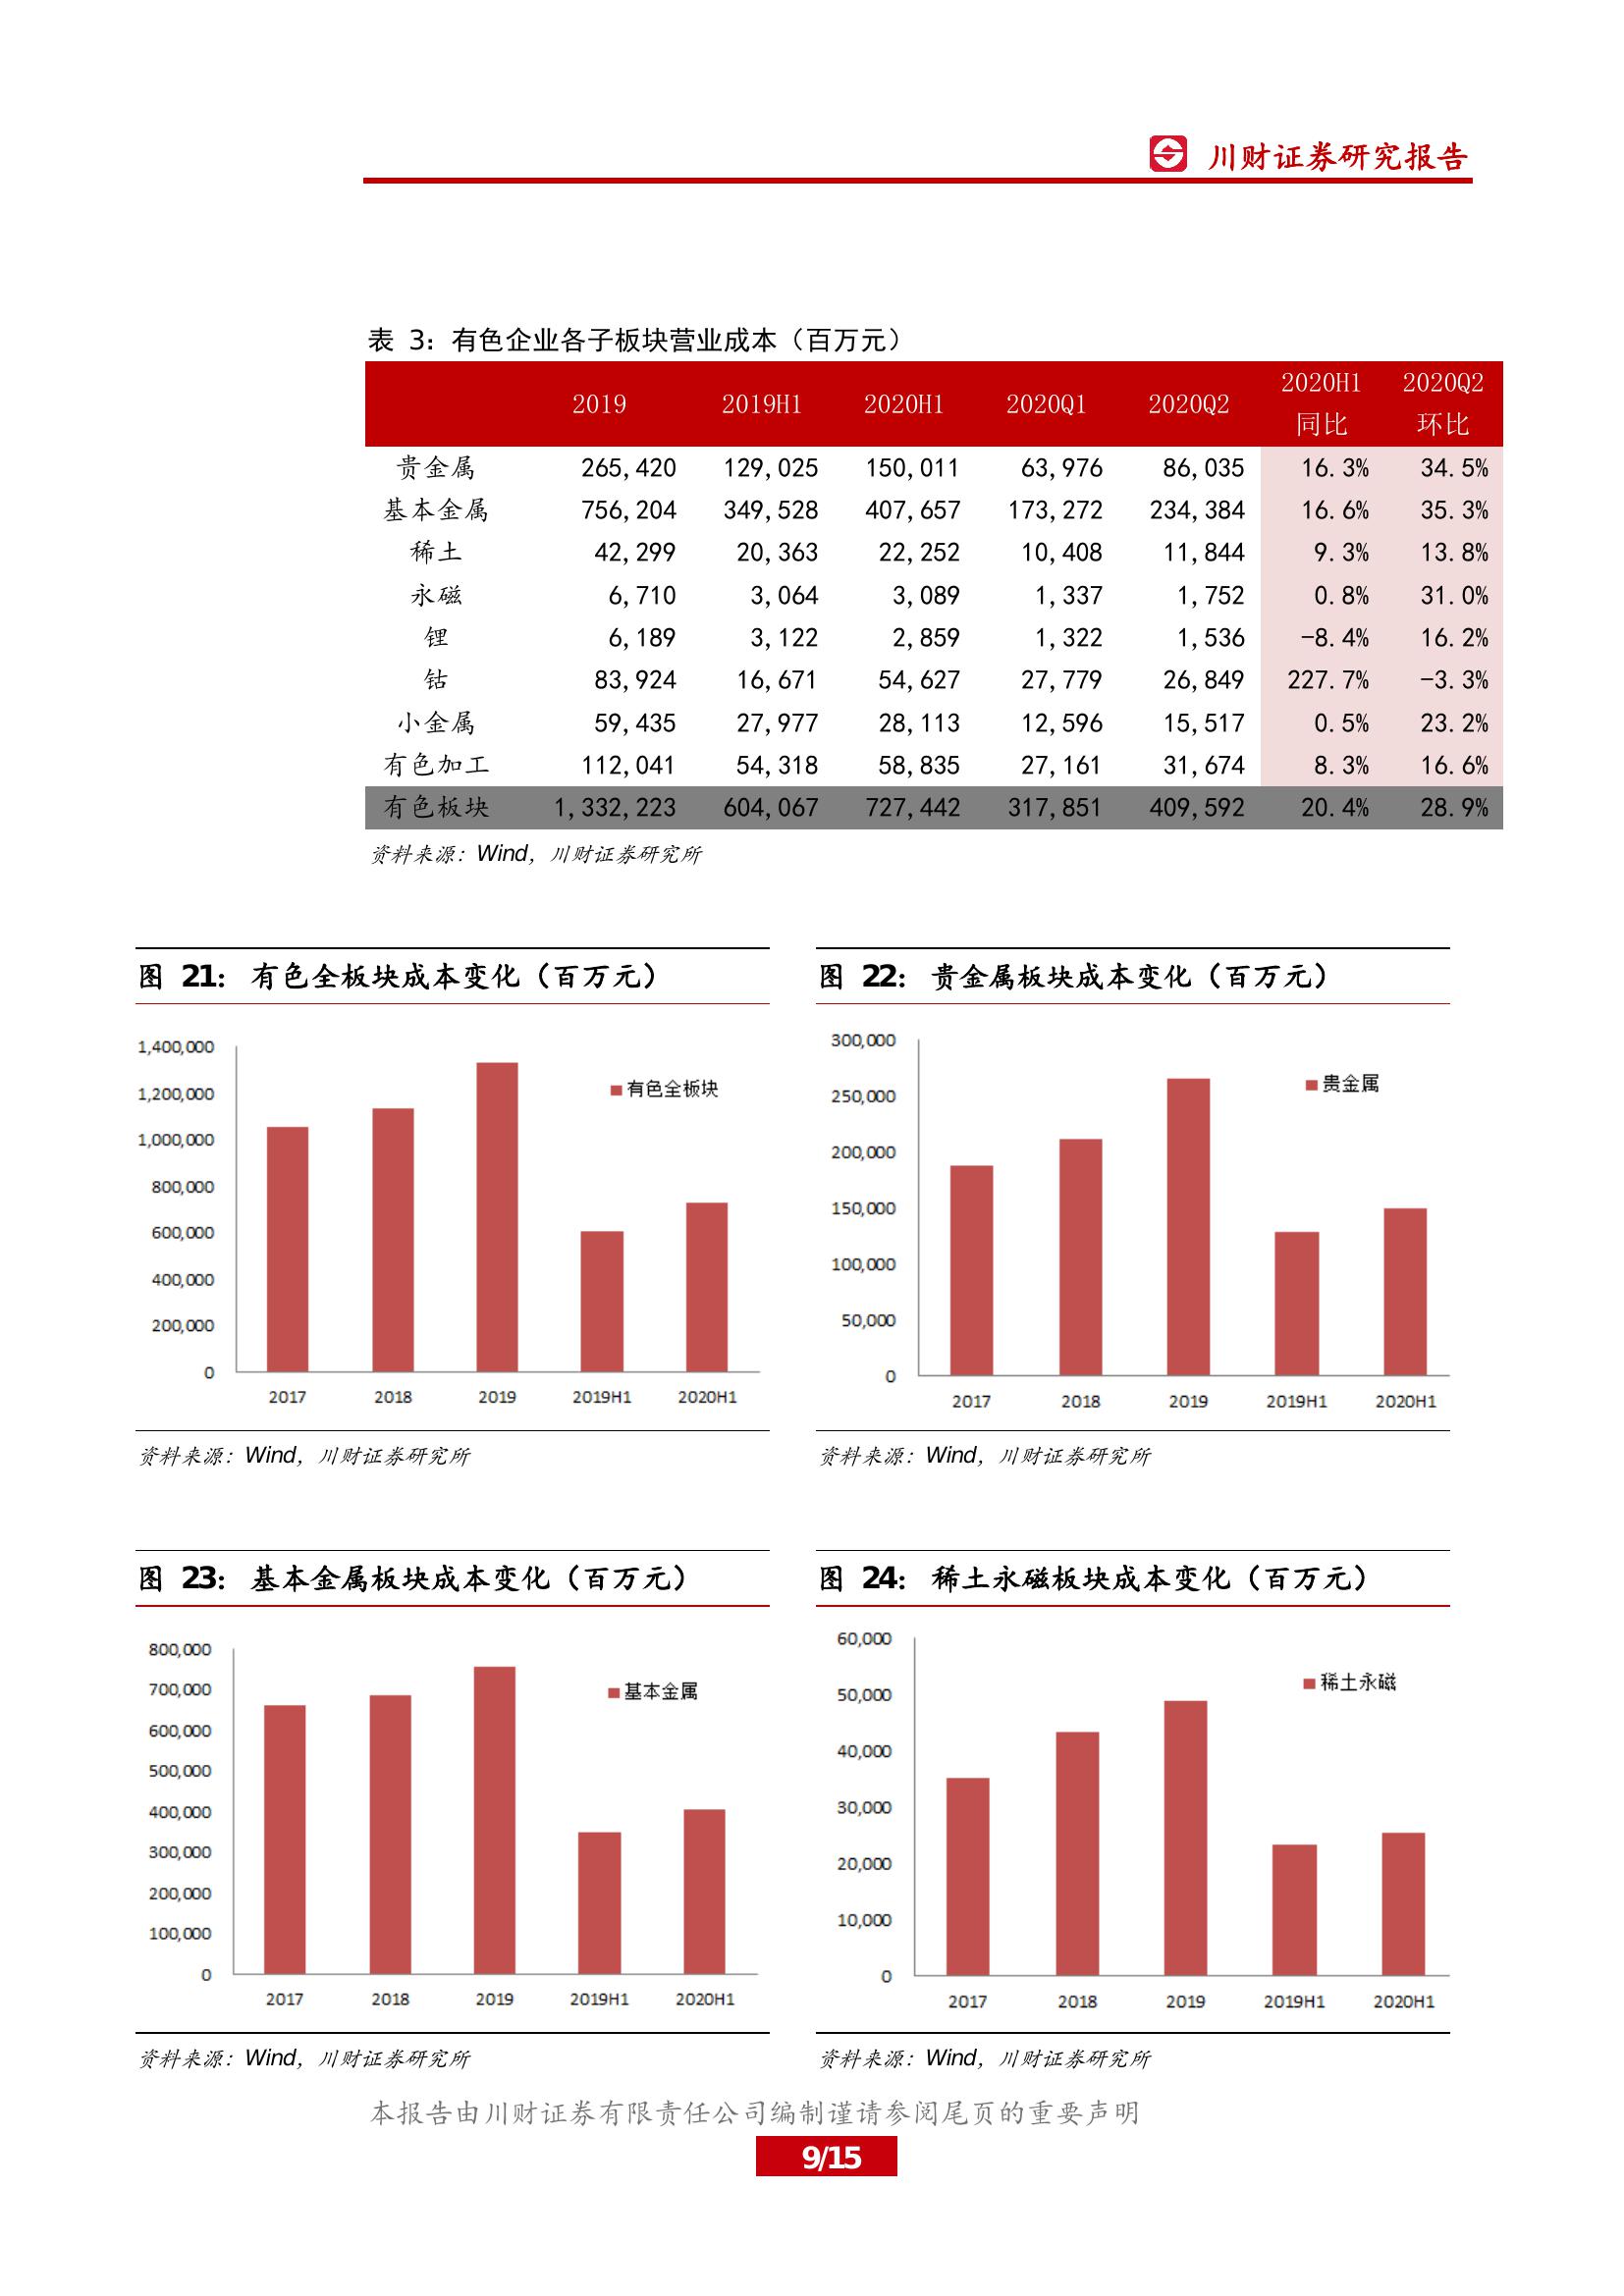 川财证券研究报告
表 3：有色企业各子板块营业成本（百万元）
2019 2019H1 2020H1 2020Q1 2020Q2 2020H1同比 2020Q2环比
贵金属 265,420 129,025 150,011 63,976 86,035 16.3% 34.5%
基本金属 756,204 349,528 407,657 173,272 234,384 16.6% 35.3%
稀土 42,299 20,363 22,252 10,408 11,844 9.3% 13.8%
永磁 6,710 3,064 3,089 1,337 1,752 0.8% 31.0%
锂 6,189 3,122 2,859 1,322 1,536 -8.4% 16.2%
钴 83,924 16,671 54,627 27,779 26,849 227.7% -3.3%
小金属 59,435 27,977 28,113 12,596 15,517 0.5% 23.2%
有色加工 112,041 54,318 58,835 27,161 31,674 8.3% 16.6%
有色板块 1,332,223 604,067 727,442 317,851 409,592 20.4% 28.9%
资料来源：Wind，川财证券研究所
图 21： 有色全板块成本变化（百万元）
1,400,000
1,200,000
1,000,000
800,000
600,000
400,000
200,000
0
有色全板块
2017 2018 2019 2019H1 2020H1
资料来源：Wind，川财证券研究所
图 22： 贵金属板块成本变化（百万元）
300,000
250,000
200,000
150,000
100,000
50,000
0
贵金属
2017 2018 2019 2019H1 2020H1
资料来源：Wind，川财证券研究所
图 23： 基本金属板块成本变化（百万元）
800,000
700,000
600,000
500,000
400,000
300,000
200,000
100,000
0
基本金属
2017 2018 2019 2019H1 2020H1
资料来源：Wind，川财证券研究所
图 24： 稀土永磁板块成本变化（百万元）
60,000
50,000
40,000
30,000
20,000
10,000
0
稀土永磁
2017 2018 2019 2019H1 2020H1
资料来源：Wind，川财证券研究所
本报告由川财证券有限责任公司编制谨请参阅尾页的重要声明
9/15